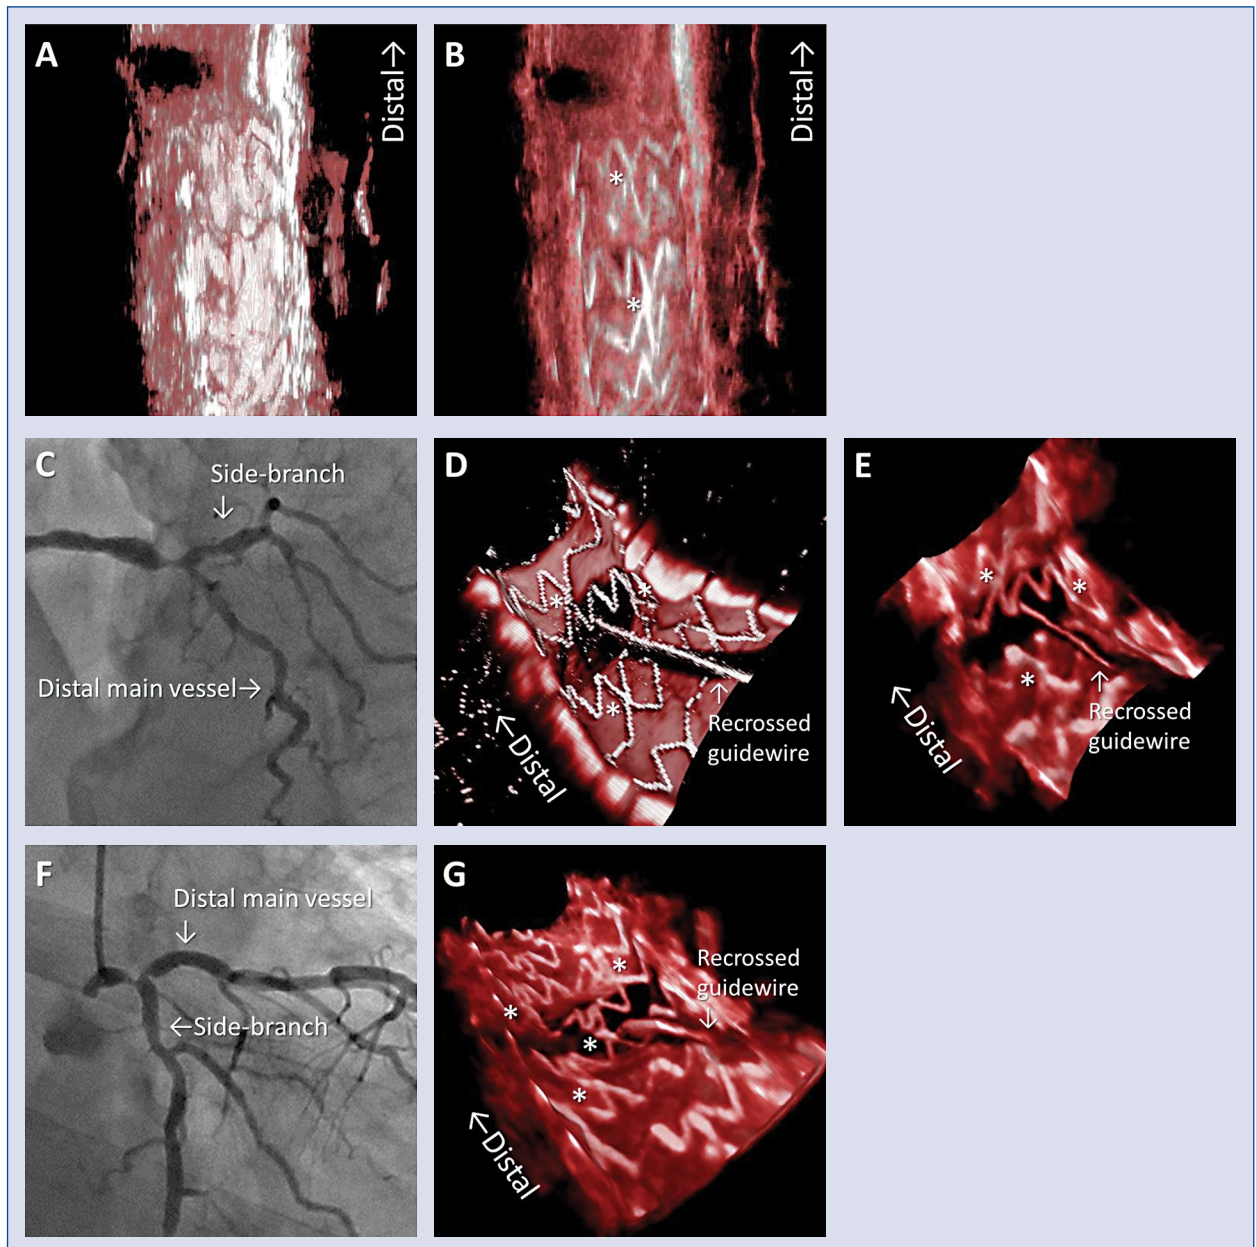 A
Distal→
B
Distal→
*
*
C
Side-branch
↓
Distal main vessel→
D
*
*
*
Recrossed
guidewire
↑
←Distal
E
*
*
*
↑
Recrossed
guidewire
←Distal
F
Distal main vessel
↓
←Side-branch
G
Recrossed
guidewire
↓
*
*
*
*
←Distal